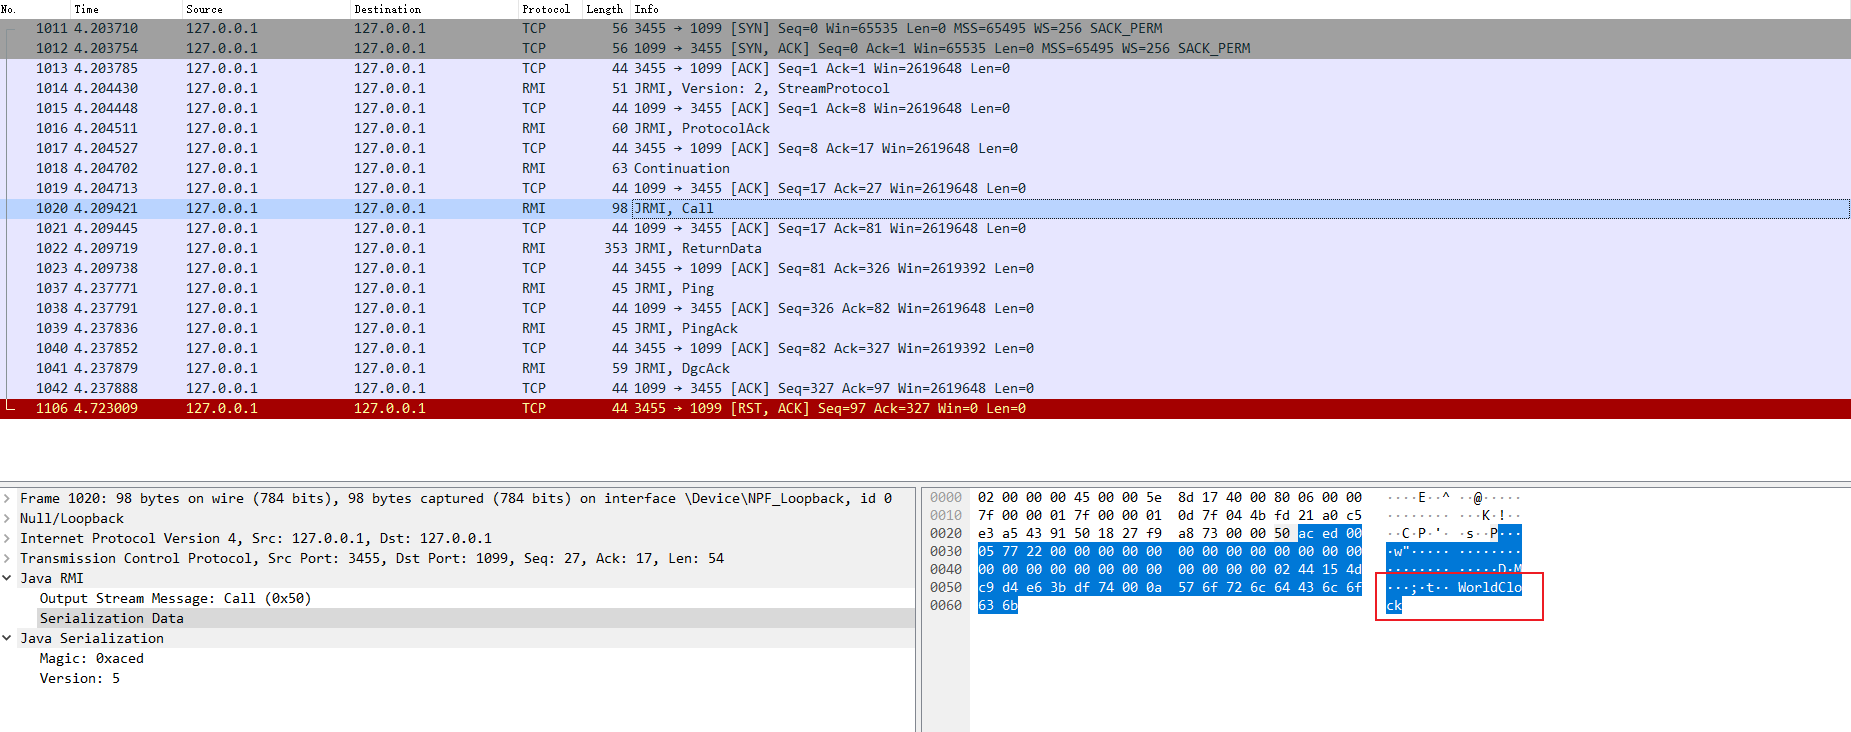 No. Time Source Destination Protocol Length Info
1011 4.203710 127.0.0.1 127.0.0.1 TCP 56 3455 → 1099 [SYN] Seq=0 Win=65535 Len=0 MSS=65495 WS=256 SACK_PERM
1012 4.203754 127.0.0.1 127.0.0.1 TCP 56 1099 → 3455 [SYN, ACK] Seq=0 Ack=1 Win=65535 Len=0 MSS=65495 WS=256 SACK_PERM
1013 4.203785 127.0.0.1 127.0.0.1 TCP 44 3455 → 1099 [ACK] Seq=1 Ack=1 Win=2619648 Len=0
1014 4.204430 127.0.0.1 127.0.0.1 RMI 51 JRMI, Version: 2, StreamProtocol
1015 4.204448 127.0.0.1 127.0.0.1 TCP 44 1099 → 3455 [ACK] Seq=1 Ack=8 Win=2619648 Len=0
1016 4.204511 127.0.0.1 127.0.0.1 RMI 60 JRMI, ProtocolAck
1017 4.204527 127.0.0.1 127.0.0.1 TCP 44 3455 → 1099 [ACK] Seq=8 Ack=17 Win=2619648 Len=0
1018 4.204702 127.0.0.1 127.0.0.1 RMI 63 Continuation
1019 4.204713 127.0.0.1 127.0.0.1 TCP 44 1099 → 3455 [ACK] Seq=17 Ack=27 Win=2619648 Len=0
1020 4.209421 127.0.0.1 127.0.0.1 RMI 98 JRMI, Call
1021 4.209445 127.0.0.1 127.0.0.1 TCP 44 1099 → 3455 [ACK] Seq=17 Ack=81 Win=2619648 Len=0
1022 4.209719 127.0.0.1 127.0.0.1 RMI 353 JRMI, ReturnData
1023 4.209738 127.0.0.1 127.0.0.1 TCP 44 3455 → 1099 [ACK] Seq=81 Ack=326 Win=2619392 Len=0
1037 4.237771 127.0.0.1 127.0.0.1 RMI 45 JRMI, Ping
1038 4.237791 127.0.0.1 127.0.0.1 TCP 44 1099 → 3455 [ACK] Seq=326 Ack=82 Win=2619648 Len=0
1039 4.237836 127.0.0.1 127.0.0.1 RMI 45 JRMI, PingAck
1040 4.237852 127.0.0.1 127.0.0.1 TCP 44 3455 → 1099 [ACK] Seq=82 Ack=327 Win=2619392 Len=0
1041 4.237879 127.0.0.1 127.0.0.1 RMI 59 JRMI, DgcAck
1042 4.237888 127.0.0.1 127.0.0.1 TCP 44 1099 → 3455 [ACK] Seq=327 Ack=97 Win=2619648 Len=0
1106 4.723009 127.0.0.1 127.0.0.1 TCP 44 3455 → 1099 [RST, ACK] Seq=97 Ack=327 Win=0 Len=0
Frame 1020: 98 bytes on wire (784 bits), 98 bytes captured (784 bits) on interface \Device\NPF_Loopback, id 0
Null/Loopback
Internet Protocol Version 4, Src: 127.0.0.1, Dst: 127.0.0.1
Transmission Control Protocol, Src Port: 3455, Dst Port: 1099, Seq: 27, Ack: 17, Len: 54
Java RMI
Output Stream Message: Call (0x50)
Serialization Data
Java Serialization
Magic: 0xaced
Version: 5
0000 02 00 00 00 45 00 00 5e 8d 17 40 00 80 06 00 00 ····E··^ ··@·····
0010 7f 00 00 01 7f 00 00 01 0d 7f 04 4b fd 21 a0 c5 ········ ···K·!··
0020 e3 a5 43 91 50 18 27 f9 a8 73 00 00 50 ac ed 00 ··C·P·'· ·s··P···
0030 05 77 22 00 00 00 00 00 00 00 00 00 00 00 00 00 ·w"····· ········
0040 00 00 00 00 00 00 00 00 00 00 00 02 44 15 4d ········ ····D·M
0050 c9 d4 e6 3b df 74 00 0a 57 6f 72 6c 64 43 6c 6f ···;·t·· WorldClo
0060 63 6b ck